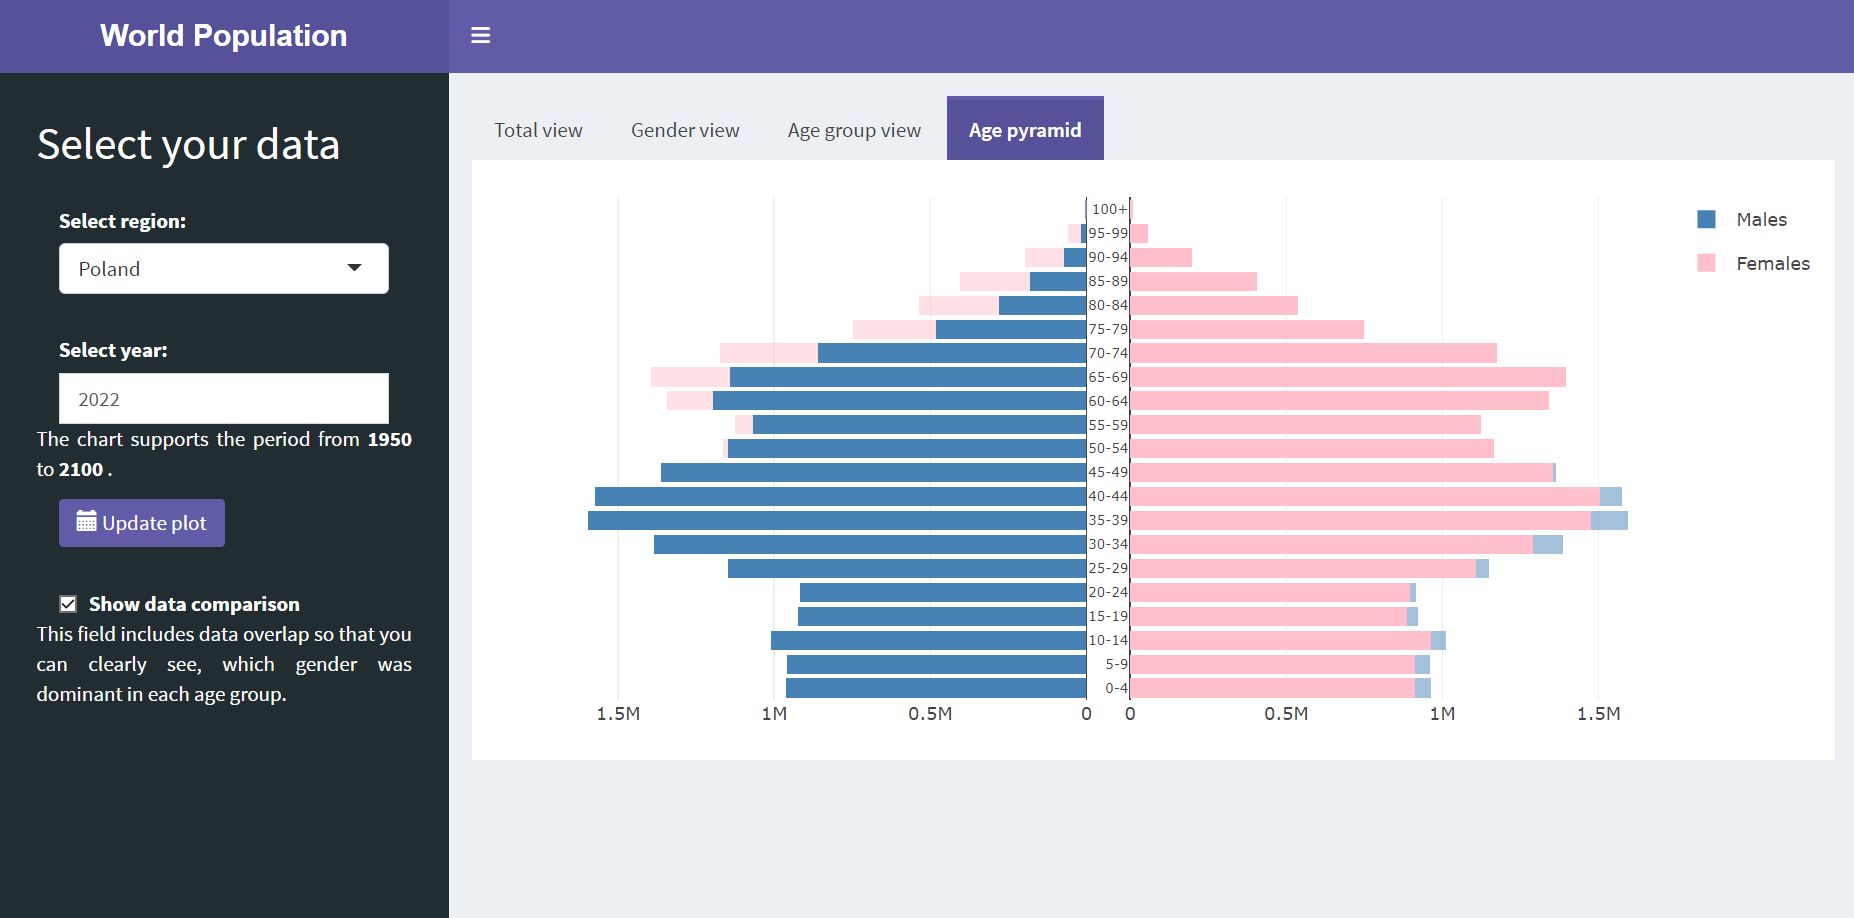 World Population
Select your data
Select region:
Poland
Select year:
2022
The chart supports the period from 1950
to 2100 .
Update plot
Show data comparison
This field includes data overlap so that you
can clearly see, which gender was
dominant in each age group.
Total view
Gender view
Age group view
Age pyramid
100+
95-99
90-94
85-89
80-84
75-79
70-74
65-69
60-64
55-59
50-54
45-49
40-44
35-39
30-34
25-29
20-24
15-19
10-14
5-9
0-4
1.5M 1M 0.5M 0 0 0.5M 1M 1.5M
Males
Females